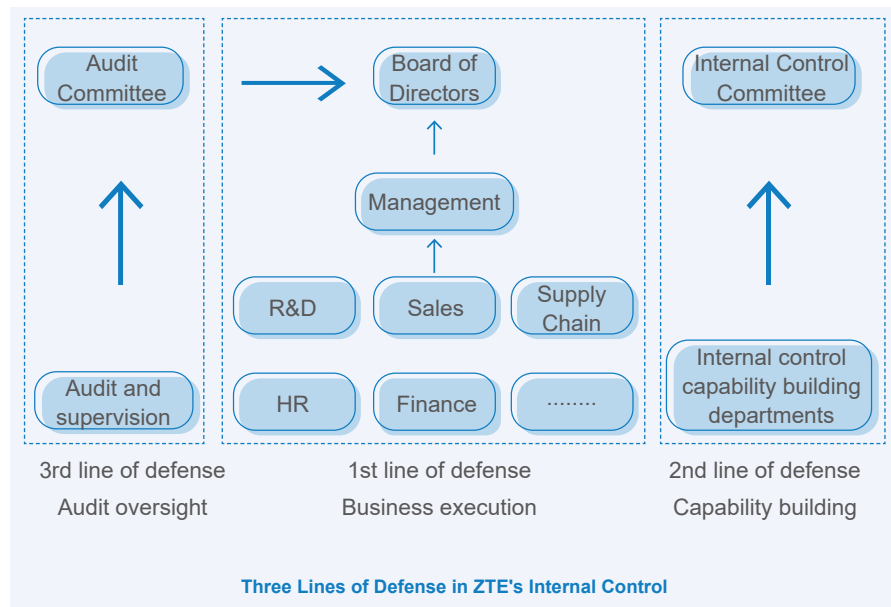 Audit
Committee
Board of
Directors
Internal Control
Committee
Management
R&D
Sales
Supply
Chain
Audit and
supervision
HR
Finance
········
Internal control
capability building
departments
3rd line of defense
Audit oversight
1st line of defense
Business execution
2nd line of defense
Capability building
Three Lines of Defense in ZTE's Internal Control